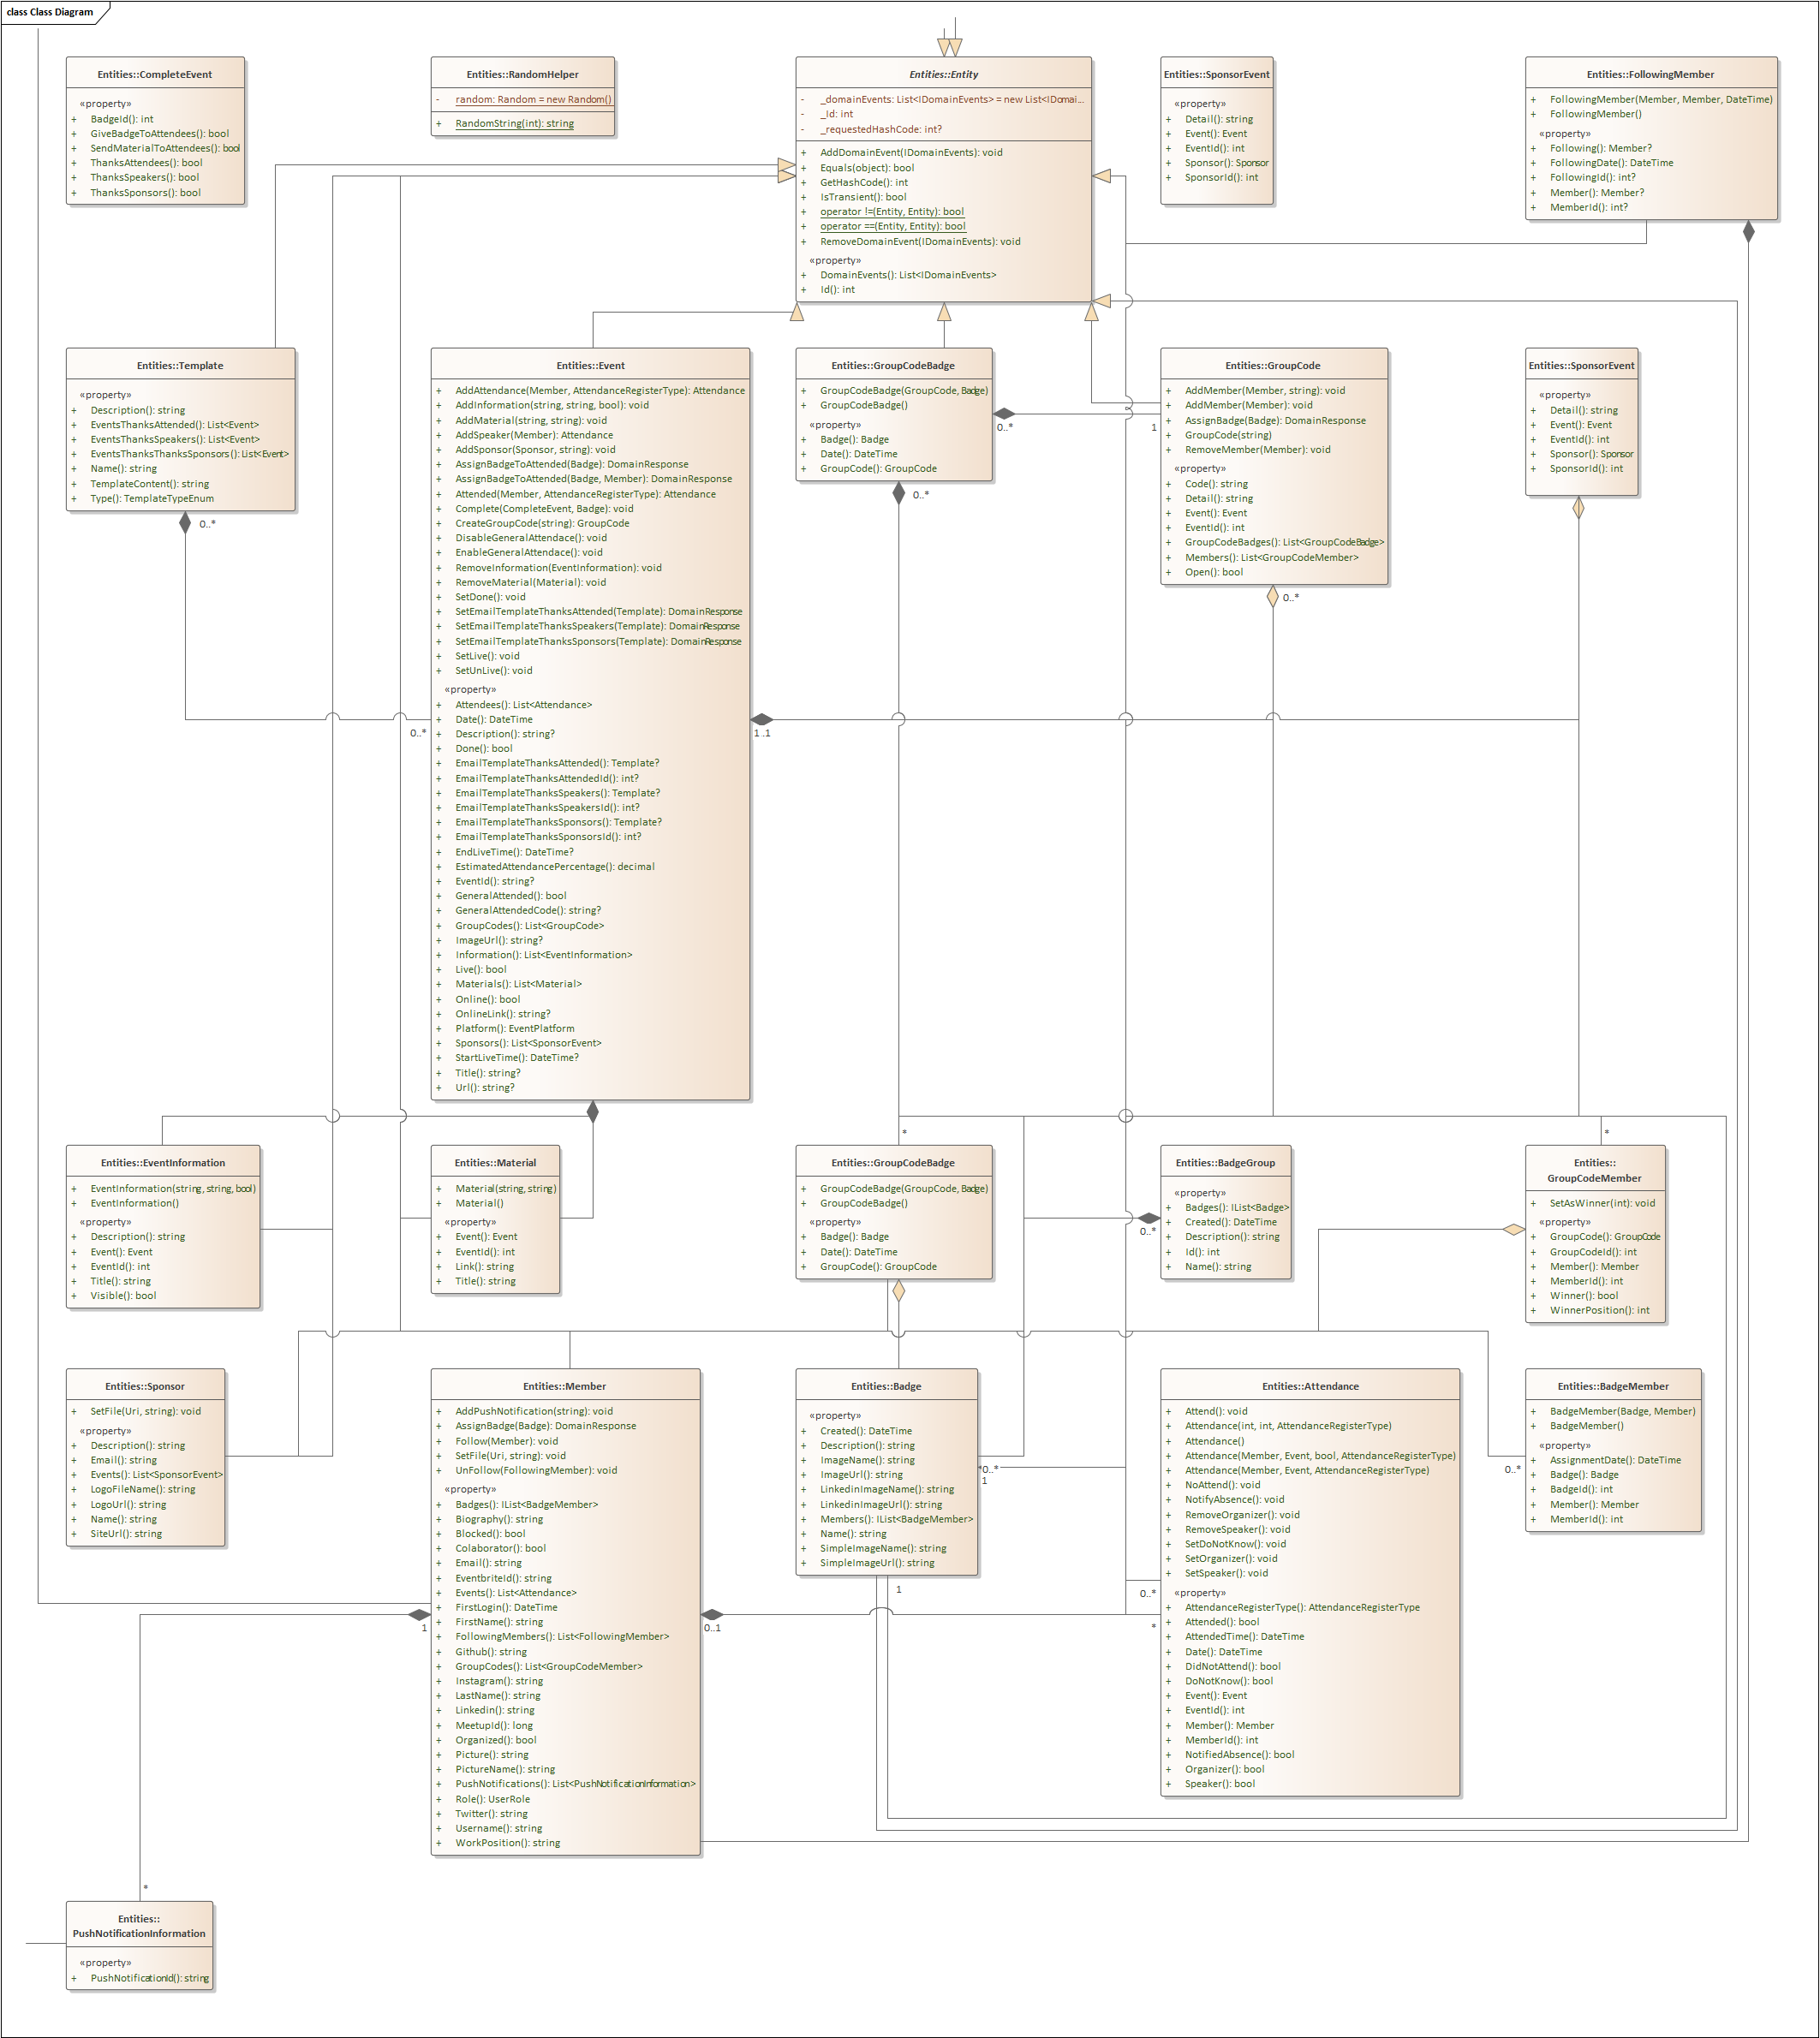 class Class Diagram
Entities::CompleteEvent
«property»
+ BadgeId(): int
+ GiveBadgeToAttendees(): bool
+ SendMaterialToAttendees(): bool
+ ThanksAttendees(): bool
+ ThanksSpeakers(): bool
+ ThanksSponsors(): bool
Entities::RandomHelper
- random: Random = new Random()
+ RandomString(int): string
Entities::Entity
- _domainEvents: List<IDomainEvents> = new List<IDomai...
- _Id: int
- _requestedHashCode: int?
+ AddDomainEvent(IDomainEvents): void
+ Equals(object): bool
+ GetHashCode(): int
+ IsTransient(): bool
+ operator !=(Entity, Entity): bool
+ operator ==(Entity, Entity): bool
+ RemoveDomainEvent(IDomainEvents): void
«property»
+ DomainEvents(): List<IDomainEvents>
+ Id(): int
Entities::SponsorEvent
«property»
+ Detail(): string
+ Event(): Event
+ EventId(): int
+ Sponsor(): Sponsor
+ SponsorId(): int
Entities::FollowingMember
+ FollowingMember(Member, Member, DateTime)
+ FollowingMember()
«property»
+ Following(): Member?
+ FollowingDate(): DateTime
+ FollowingId(): int?
+ Member(): Member?
+ MemberId(): int?
Entities::Template
«property»
+ Description(): string
+ EventsThanksAttended(): List<Event>
+ EventsThanksSpeakers(): List<Event>
+ EventsThanksThanksSponsors(): List<Event>
+ Name(): string
+ TemplateContent(): string
+ Type(): TemplateTypeEnum
0..*
Entities::Event
+ AddAttendance(Member, AttendanceRegisterType): Attendance
+ AddInformation(string, string, bool): void
+ AddMaterial(string, string): void
+ AddSpeaker(Member): Attendance
+ AddSponsor(Sponsor, string): void
+ AssignBadgeToAttended(Badge): DomainResponse
+ AssignBadgeToAttended(Badge, Member): DomainResponse
+ Attended(Member, AttendanceRegisterType): Attendance
+ Complete(CompleteEvent, Badge): void
+ CreateGroupCode(string): GroupCode
+ DisableGeneralAttendace(): void
+ EnableGeneralAttendace(): void
+ RemoveInformation(EventInformation): void
+ RemoveMaterial(Material): void
+ SetDone(): void
+ SetEmailTemplateThanksAttended(Template): DomainResponse
+ SetEmailTemplateThanksSpeakers(Template): DomainResponse
+ SetEmailTemplateThanksSponsors(Template): DomainResponse
+ SetLive(): void
+ SetUnLive(): void
«property»
+ Attendees(): List<Attendance>
+ Date(): DateTime
+ Description(): string?
+ Done(): bool
+ EmailTemplateThanksAttended(): Template?
+ EmailTemplateThanksAttendedId(): int?
+ EmailTemplateThanksSpeakers(): Template?
+ EmailTemplateThanksSpeakersId(): int?
+ EmailTemplateThanksSponsors(): Template?
+ EmailTemplateThanksSponsorsId(): int?
+ EndLiveTime(): DateTime?
+ EstimatedAttendancePercentage(): decimal
+ EventId(): string?
+ GeneralAttended(): bool
+ GeneralAttendedCode(): string?
+ GroupCodes(): List<GroupCode>
+ ImageUrl(): string?
+ Information(): List<EventInformation>
+ Live(): bool
+ Materials(): List<Material>
+ Online(): bool
+ OnlineLink(): string?
+ Platform(): EventPlatform
+ Sponsors(): List<SponsorEvent>
+ StartLiveTime(): DateTime?
+ Title(): string?
+ Url(): string?
0..*
1..1
Entities::GroupCodeBadge
+ GroupCodeBadge(GroupCode, Badge)
+ GroupCodeBadge()
«property»
+ Badge(): Badge
+ Date(): DateTime
+ GroupCode(): GroupCode
0..*
0..*
1
Entities::GroupCode
+ AddMember(Member, string): void
+ AddMember(Member): void
+ AssignBadge(Badge): DomainResponse
+ GroupCode(string)
+ RemoveMember(Member): void
«property»
+ Code(): string
+ Detail(): string
+ Event(): Event
+ EventId(): int
+ GroupCodeBadges(): List<GroupCodeBadge>
+ Members(): List<GroupCodeMember>
+ Open(): bool
0..*
Entities::SponsorEvent
«property»
+ Detail(): string
+ Event(): Event
+ EventId(): int
+ Sponsor(): Sponsor
+ SponsorId(): int
Entities::EventInformation
+ EventInformation(string, string, bool)
+ EventInformation()
«property»
+ Description(): string
+ Event(): Event
+ EventId(): int
+ Title(): string
+ Visible(): bool
Entities::Material
+ Material(string, string)
+ Material()
«property»
+ Event(): Event
+ EventId(): int
+ Link(): string
+ Title(): string
*
Entities::GroupCodeBadge
+ GroupCodeBadge(GroupCode, Badge)
+ GroupCodeBadge()
«property»
+ Badge(): Badge
+ Date(): DateTime
+ GroupCode(): GroupCode
Entities::BadgeGroup
«property»
+ Badges(): IList<Badge>
+ Created(): DateTime
+ Description(): string
+ Id(): int
+ Name(): string
0..*
*
Entities::
GroupCodeMember
+ SetAsWinner(int): void
«property»
+ GroupCode(): GroupCode
+ GroupCodeId(): int
+ Member(): Member
+ MemberId(): int
+ Winner(): bool
+ WinnerPosition(): int
Entities::Sponsor
+ SetFile(Uri, string): void
«property»
+ Description(): string
+ Email(): string
+ Events(): List<SponsorEvent>
+ LogoFileName(): string
+ LogoUrl(): string
+ Name(): string
+ SiteUrl(): string
Entities::Member
+ AddPushNotification(string): void
+ AssignBadge(Badge): DomainResponse
+ Follow(Member): void
+ SetFile(Uri, string): void
+ UnFollow(FollowingMember): void
«property»
+ Badges(): IList<BadgeMember>
+ Biography(): string
+ Blocked(): bool
+ Colaborator(): bool
+ Email(): string
+ EventbriteId(): string
+ Events(): List<Attendance>
+ FirstLogin(): DateTime
+ FirstName(): string
+ FollowingMembers(): List<FollowingMember>
+ Github(): string
+ GroupCodes(): List<GroupCodeMember>
+ Instagram(): string
+ LastName(): string
+ Linkedin(): string
+ MeetupId(): long
+ Organized(): bool
+ Picture(): string
+ PictureName(): string
+ PushNotifications(): List<PushNotificationInformation>
+ Role(): UserRole
+ Twitter(): string
+ Username(): string
+ WorkPosition(): string
1
0..1
Entities::Badge
«property»
+ Created(): DateTime
+ Description(): string
+ ImageName(): string
+ ImageUrl(): string
+ LinkedinImageName(): string
+ LinkedinImageUrl(): string
+ Members(): IList<BadgeMember>
+ Name(): string
+ SimpleImageName(): string
+ SimpleImageUrl(): string
*0..*
1
1
Entities::Attendance
+ Attend(): void
+ Attendance(int, int, AttendanceRegisterType)
+ Attendance()
+ Attendance(Member, Event, bool, AttendanceRegisterType)
+ Attendance(Member, Event, AttendanceRegisterType)
+ NoAttend(): void
+ NotifyAbsence(): void
+ RemoveOrganizer(): void
+ RemoveSpeaker(): void
+ SetDoNotKnow(): void
+ SetOrganizer(): void
+ SetSpeaker(): void
«property»
+ AttendanceRegisterType(): AttendanceRegisterType
+ Attended(): bool
+ AttendedTime(): DateTime
+ Date(): DateTime
+ DidNotAttend(): bool
+ DoNotKnow(): bool
+ Event(): Event
+ EventId(): int
+ Member(): Member
+ MemberId(): int
+ NotifiedAbsence(): bool
+ Organizer(): bool
+ Speaker(): bool
0..*
*
Entities::BadgeMember
+ BadgeMember(Badge, Member)
+ BadgeMember()
«property»
+ AssignmentDate(): DateTime
+ Badge(): Badge
+ BadgeId(): int
+ Member(): Member
+ MemberId(): int
0..*
*
Entities::
PushNotificationInformation
«property»
+ PushNotificationId(): string